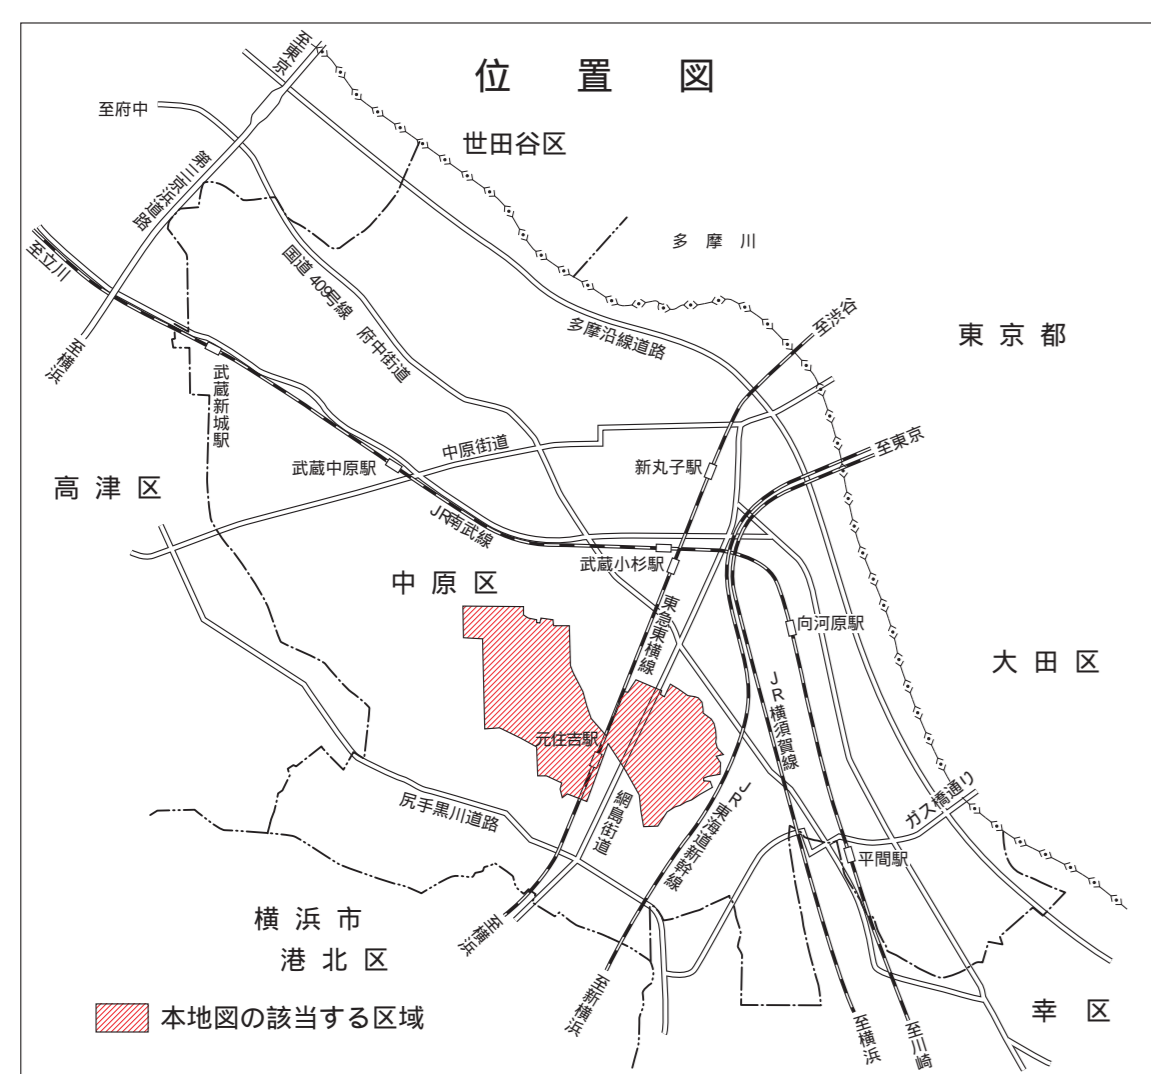 位置図
至東京
至府中
世田谷区
第三京浜道路
多摩川
至立川
国道409号線 府中街道
多摩沿線道路
至渋谷
東京都
至横浜
武蔵新城駅
中原街道
至東京
武蔵中原駅
新丸子駅
高津区
JR南武線
武蔵小杉駅
中原区
東急東横線
向河原駅
大田区
JR横須賀線
元住吉駅
JR東海道新幹線
ガス橋通り
尻手黒川道路
綱島街道
平間駅
横浜市
港北区
至横浜
至新横浜
至横浜
至川崎
幸区
本地図の該当する区域